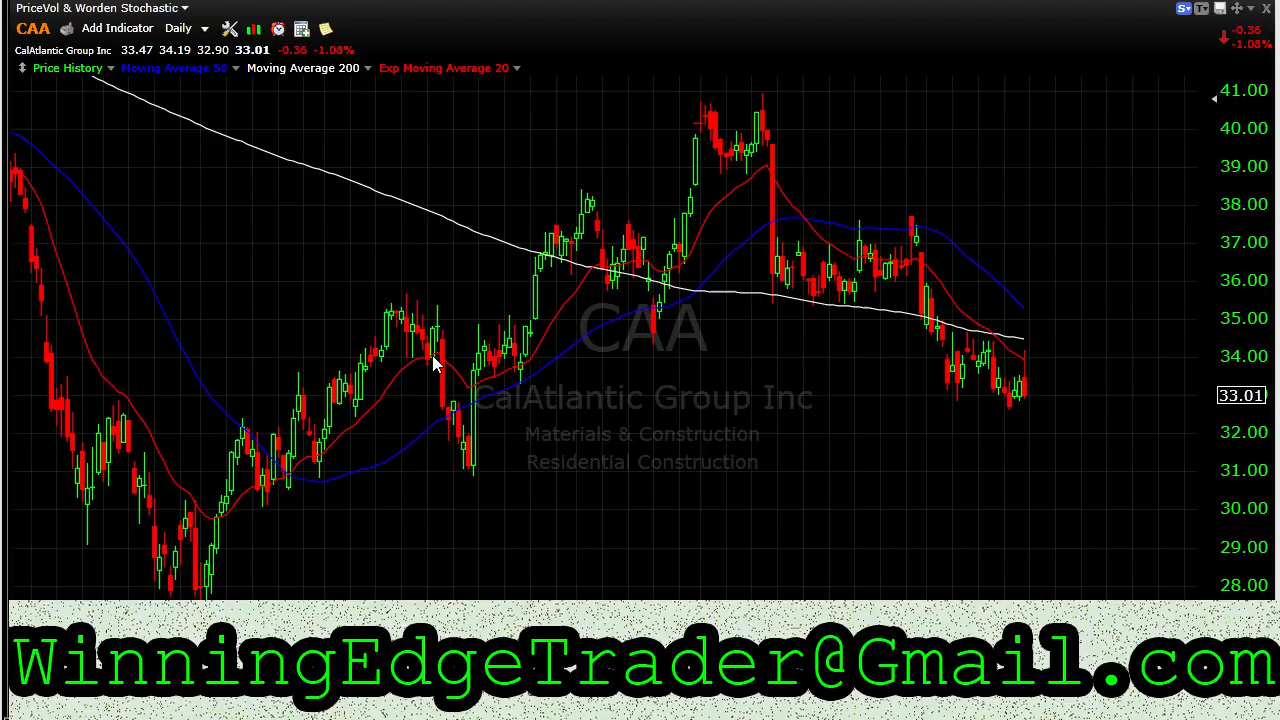 PriceVol & Worden Stochastic
CAA Add Indicator Daily
CalAtlantic Group Inc 33.47 34.19 32.90 33.01 -0.36 -1.08%
-0.36
-1.08%
Price History Moving Average 50 Moving Average 200 Exp Moving Average 20
41.00
40.00
39.00
38.00
37.00
36.00
35.00
34.00
33.01
32.00
31.00
30.00
29.00
28.00
CAA
CalAtlantic Group Inc
Materials & Construction
Residential Construction
WinningEdgeTrader@Gmail.com